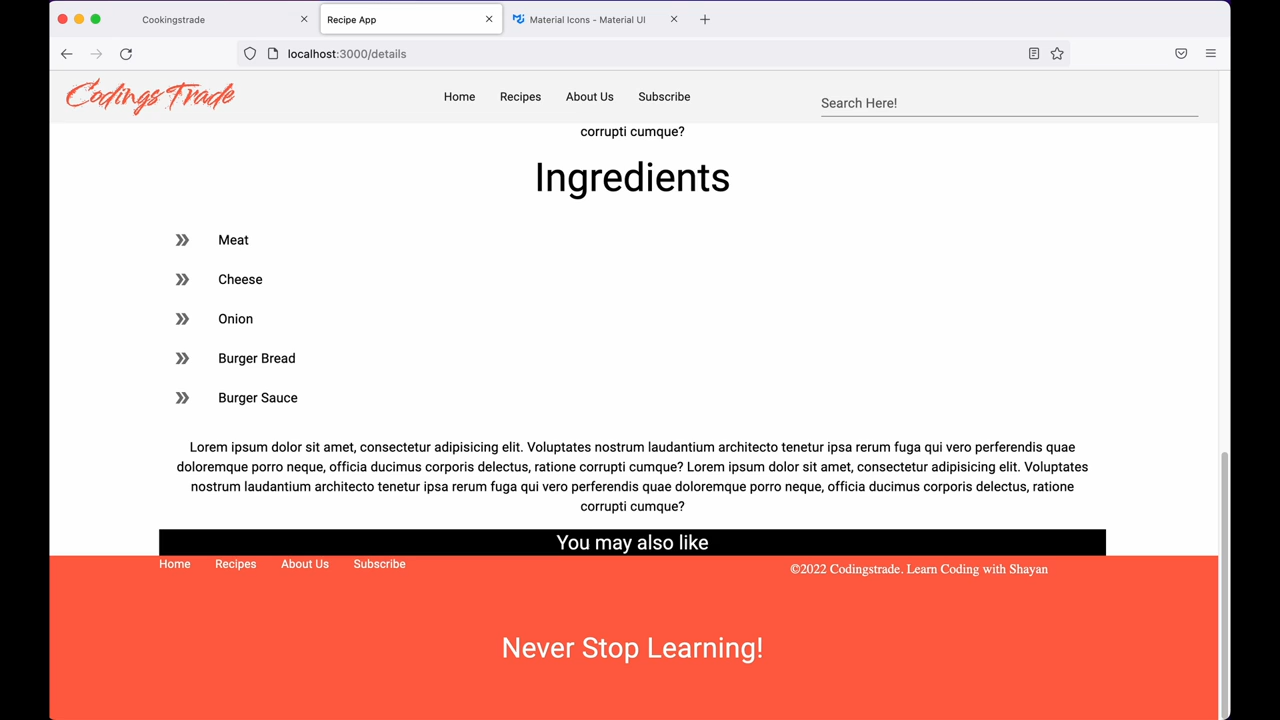 Cookingstrade
Recipe App
Material Icons - Material UI
localhost:3000/details
Codings Trade
Home Recipes About Us Subscribe
Search Here!
corrupti cumque?
Ingredients
Meat
Cheese
Onion
Burger Bread
Burger Sauce
Lorem ipsum dolor sit amet, consectetur adipisicing elit. Voluptates nostrum laudantium architecto tenetur ipsa rerum fuga qui vero perferendis quae
doloremque porro neque, officia ducimus corporis delectus, ratione corrupti cumque? Lorem ipsum dolor sit amet, consectetur adipisicing elit. Voluptates
nostrum laudantium architecto tenetur ipsa rerum fuga qui vero perferendis quae doloremque porro neque, officia ducimus corporis delectus, ratione
corrupti cumque?
You may also like
Home Recipes About Us Subscribe
©2022 Codingstrade. Learn Coding with Shayan
Never Stop Learning!